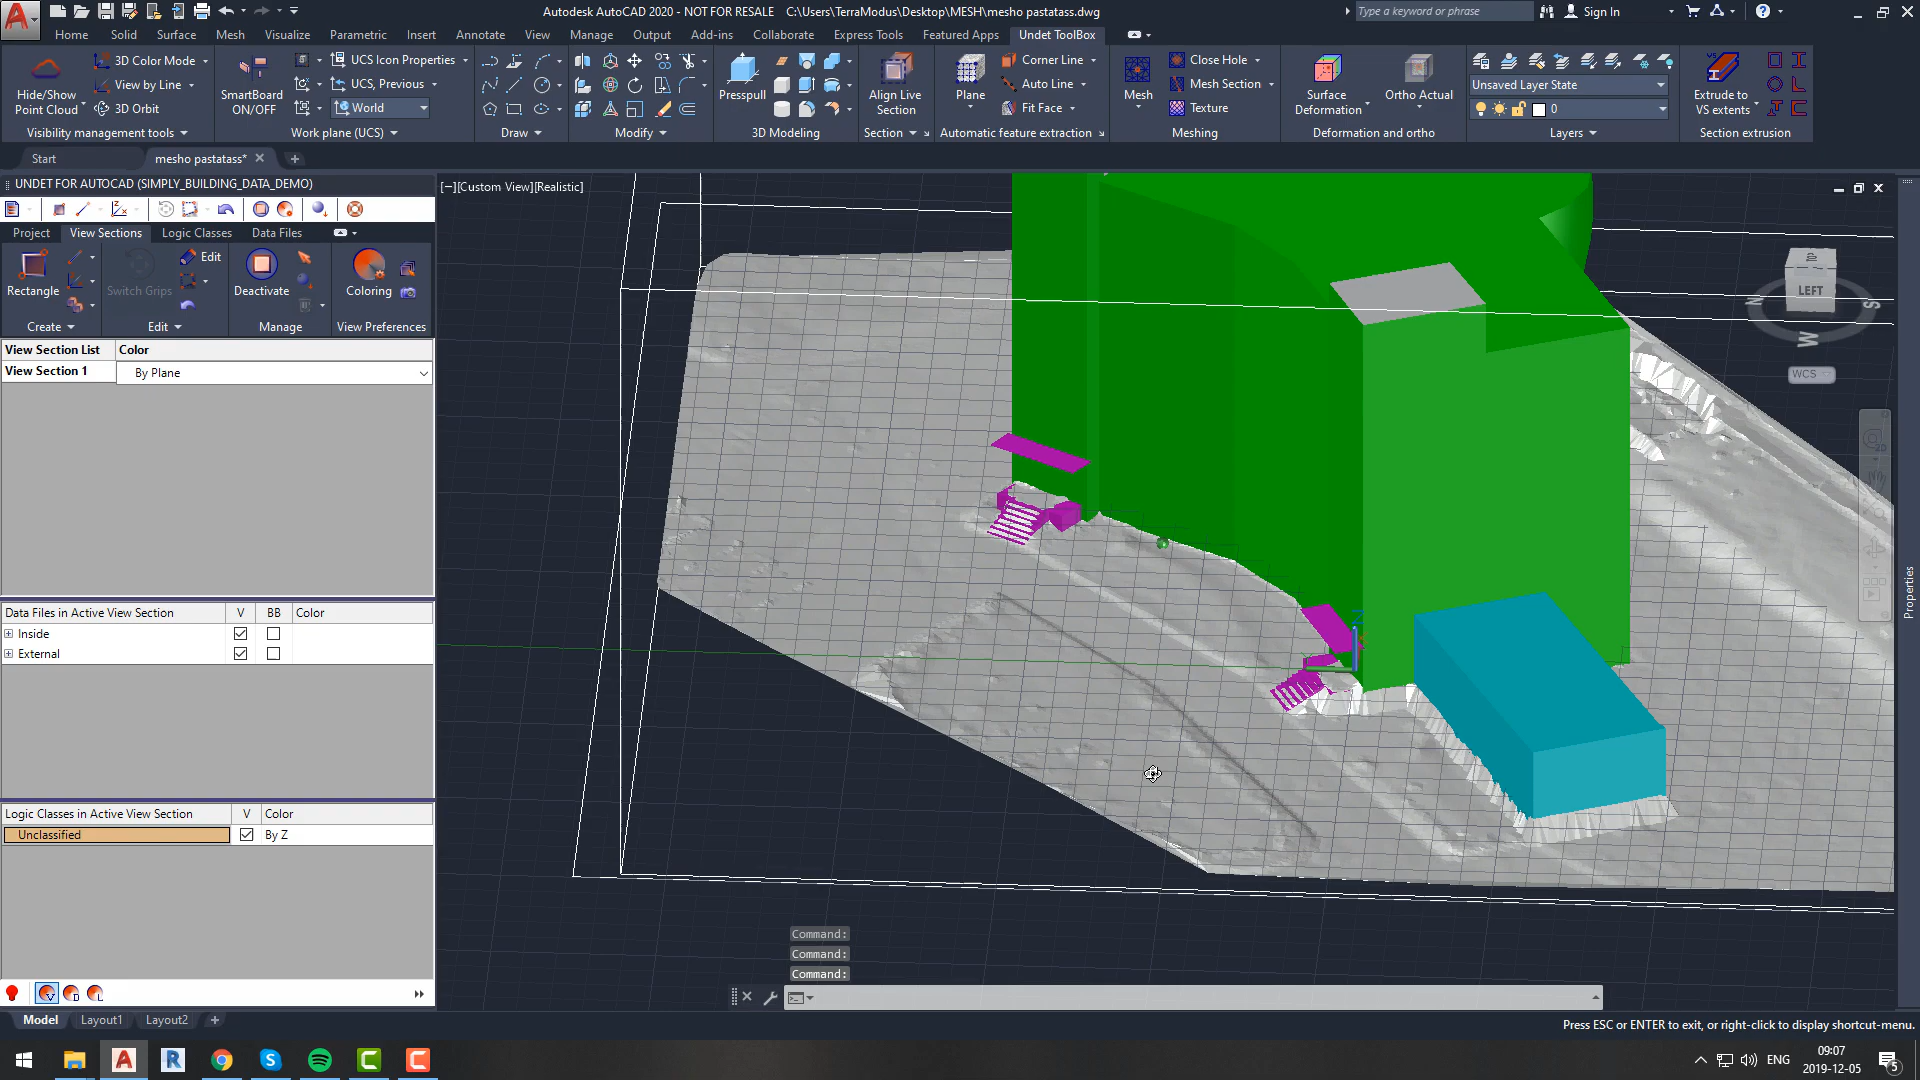 Autodesk AutoCAD 2020 - NOT FOR RESALE C:\Users\TerraModus\Desktop\MESH\mesho pastatass.dwg
Type a keyword or phrase
Sign In
Home Solid Surface Mesh Visualize Parametric Insert Annotate View Manage Output Add-ins Collaborate Express Tools Featured Apps Undet ToolBox
Hide/Show Point Cloud
3D Color Mode
View by Line
3D Orbit
Visibility management tools
SmartBoard ON/OFF
UCS Icon Properties
UCS, Previous
World
Work plane (UCS)
Draw
Modify
Presspull
3D Modeling
Align Live Section
Section
Plane
Corner Line
Auto Line
Fit Face
Automatic feature extraction
Mesh
Close Hole
Mesh Section
Texture
Meshing
Surface Deformation
Ortho Actual
Deformation and ortho
Unsaved Layer State
0
Layers
Extrude to VS extents
Section extrusion
Start
mesho pastatass*
UNDET FOR AUTOCAD (SIMPLY_BUILDING_DATA_DEMO)
[−][Custom View][Realistic]
Project View Sections Logic Classes Data Files
Rectangle
Create
Switch Grips
Edit
Edit
Deactivate
Manage
Coloring
View Preferences
View Section List Color
View Section 1 By Plane
Data Files in Active View Section V BB Color
Inside
External
Logic Classes in Active View Section V Color
Unclassified By Z
LEFT
N
S
W
WCS
Properties
Command:
Command:
Command:
Model Layout1 Layout2
Press ESC or ENTER to exit, or right-click to display shortcut-menu.
ENG
09:07
2019-12-05
5